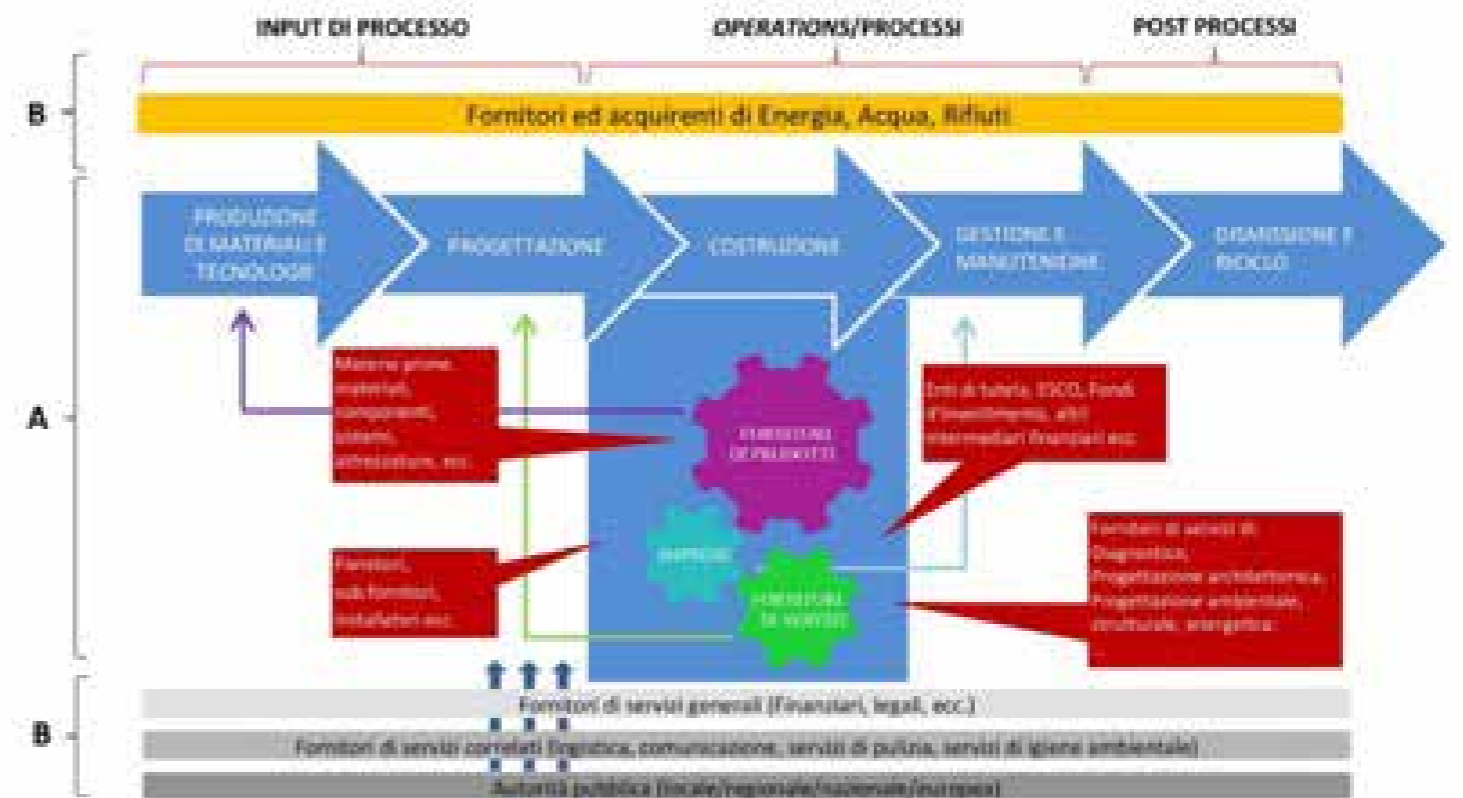 INPUT DI PROCESSO
OPERATIONS/PROCESSI
POST PROCESSI
B
Fornitori ed acquirenti di Energia, Acqua, Rifiuti
A
PRODUZIONE
DI MATERIALI E
TECNOLOGIE
PROGETTAZIONE
COSTRUZIONE
GESTIONE E
MANUTENZIONE
DISMISSIONE E
RICICLO
Materie prime,
materiali,
componenti,
sistemi,
attrezzature, ecc.
FORNITORI
DI PRODOTTI
Enti di tutela, ESCO, Fondi
d'investimento, altri
intermediari finanziari ecc.
Fornitori,
sub fornitori,
installatori ecc.
IMPRESE
FORNITORI
DI SERVIZI
Fornitori di servizi di
Diagnostica,
Progettazione architettonica,
Progettazione ambientale,
strutturale, energetica
B
Fornitori di servizi generali (finanziari, legali, ecc.)
Fornitori di servizi correlati (logistica, comunicazione, servizi di pulizia, servizi di igiene ambientale)
Autorità pubblica (locale/regionale/nazionale/europea)